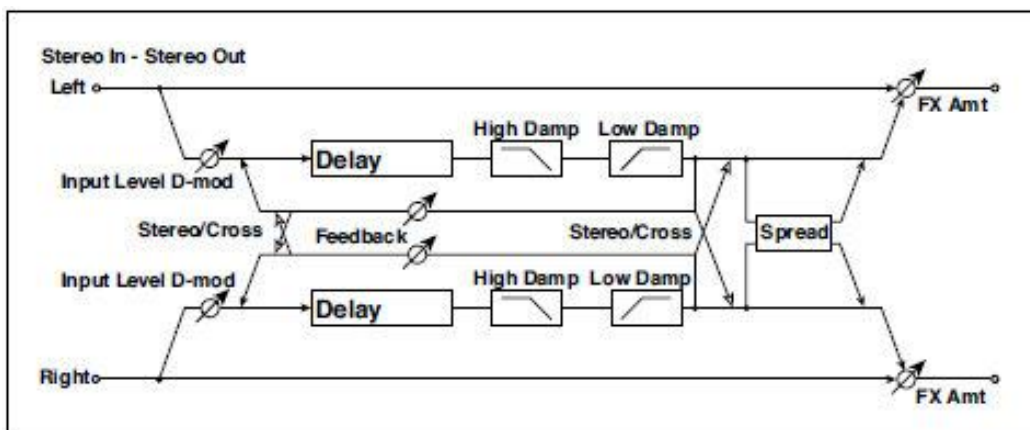 Stereo In - Stereo Out
Left
FX Amt
High Damp Low Damp
Delay
Input Level D-mod
Stereo/Cross
Feedback
Stereo/Cross
Spread
Input Level D-mod
High Damp Low Damp
Delay
Right
FX Amt